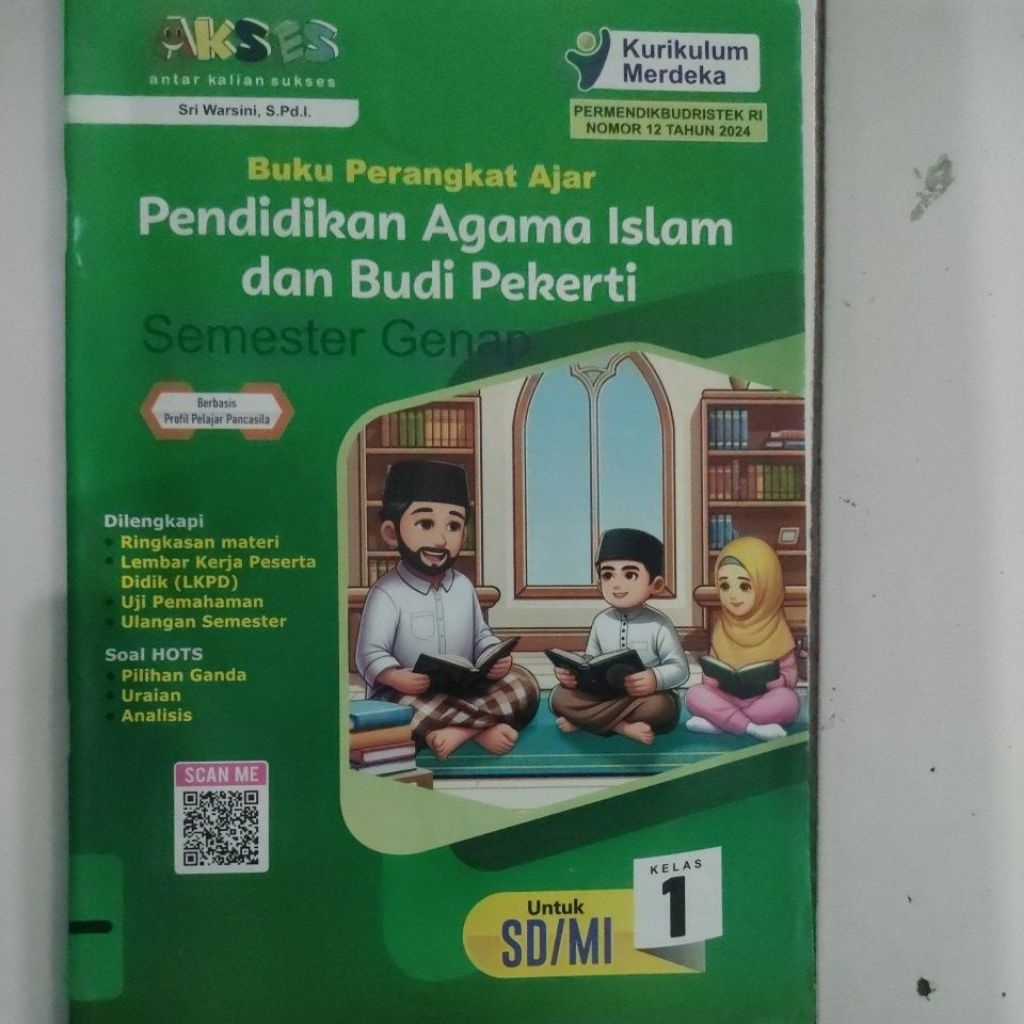 AKSES
antar kalian sukses
Sri Warsini, S.Pd.I.
Kurikulum
Merdeka
PERMENDIKBUDRISTEK RI
NOMOR 12 TAHUN 2024
Buku Perangkat Ajar
Pendidikan Agama Islam
dan Budi Pekerti
Semester Genap
Berbasis
Profil Pelajar Pancasila
Dilengkapi
• Ringkasan materi
• Lembar Kerja Peserta
Didik (LKPD)
• Uji Pemahaman
• Ulangan Semester
Soal HOTS
• Pilihan Ganda
• Uraian
• Analisis
SCAN ME
Untuk
SD/MI
KELAS
1